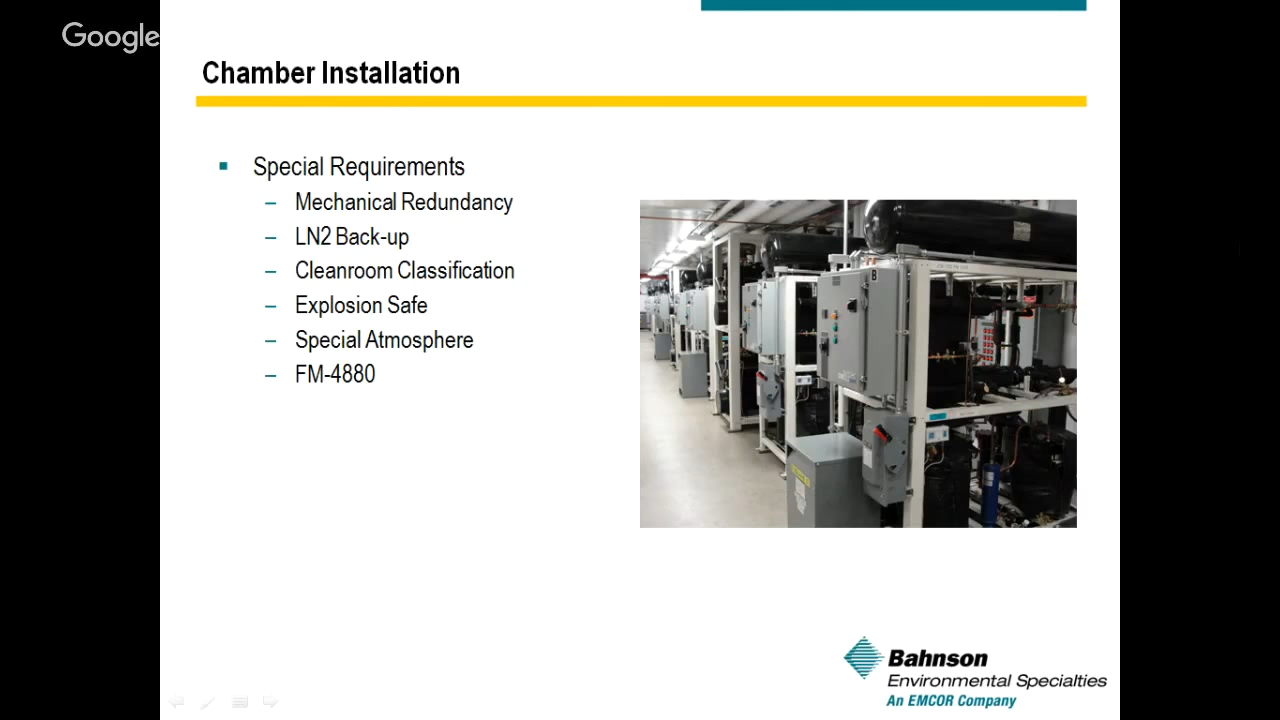 Google
Chamber Installation
Special Requirements
– Mechanical Redundancy
– LN2 Back-up
– Cleanroom Classification
– Explosion Safe
– Special Atmosphere
– FM-4880
B
Bahnson
Environmental Specialties
An EMCOR Company